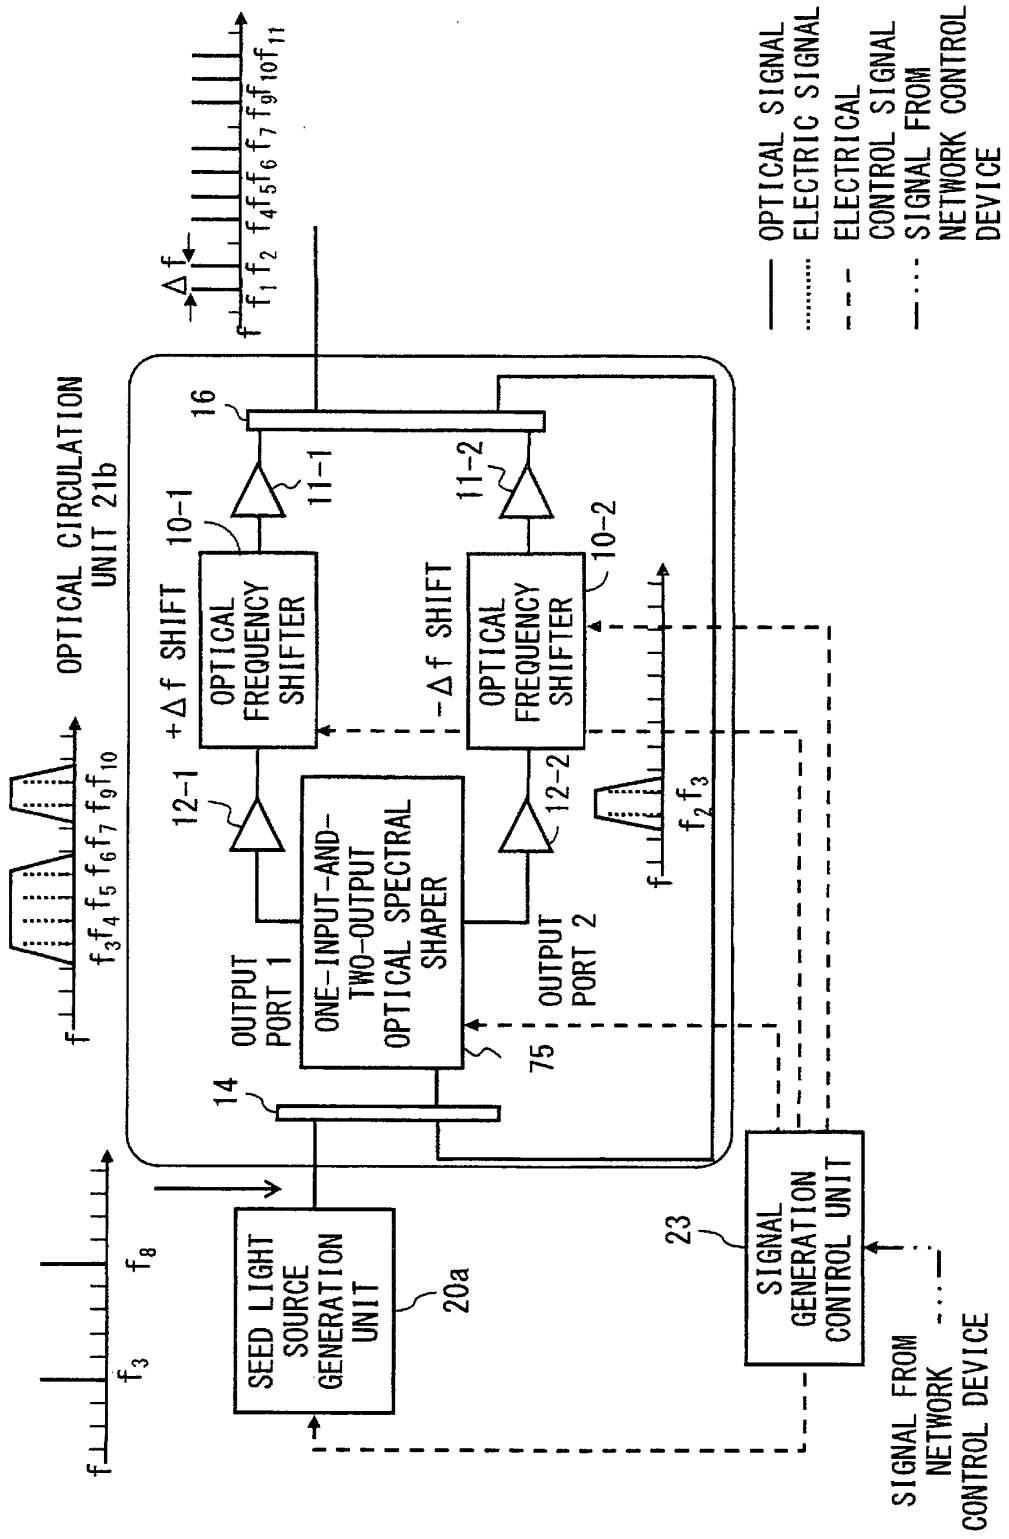 f
f3
f8
f
f3f4 f5 f6 f7 f9 f10
OPTICAL CIRCULATION
UNIT 21b
Δf
f
f1 f2 f4 f5 f6 f7 f9 f10 f11
SEED LIGHT
SOURCE
GENERATION
UNIT
20a
14
OUTPUT
PORT 1
ONE-INPUT-AND-
TWO-OUTPUT
OPTICAL SPECTRAL
SHAPER
75
OUTPUT
PORT 2
12-1
12-2
+Δf SHIFT
10-1
OPTICAL
FREQUENCY
SHIFTER
-Δf SHIFT
OPTICAL
FREQUENCY
SHIFTER
10-2
11-1
11-2
16
f
f2 f3
23
SIGNAL
GENERATION
CONTROL UNIT
SIGNAL FROM
NETWORK
CONTROL DEVICE
OPTICAL SIGNAL
ELECTRIC SIGNAL
ELECTRICAL
CONTROL SIGNAL
SIGNAL FROM
NETWORK CONTROL
DEVICE